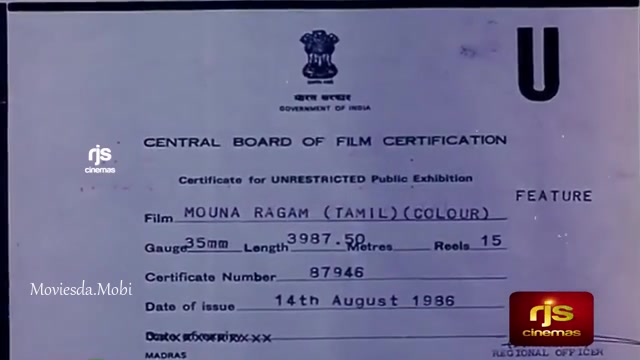 U
भारत सरकार
GOVERNMENT OF INDIA
CENTRAL BOARD OF FILM CERTIFICATION
rjs
cinemas
Certificate for UNRESTRICTED Public Exhibition
FEATURE
Film MOUNA RAGAM (TAMIL)(COLOUR)
Gauge 35mm Length 3987.50 Metres Reels 15
Certificate Number 87946
Moviesda.Mobi
Date of issue 14th August 1986
rjs
cinemas
MADRAS
REGIONAL OFFICER